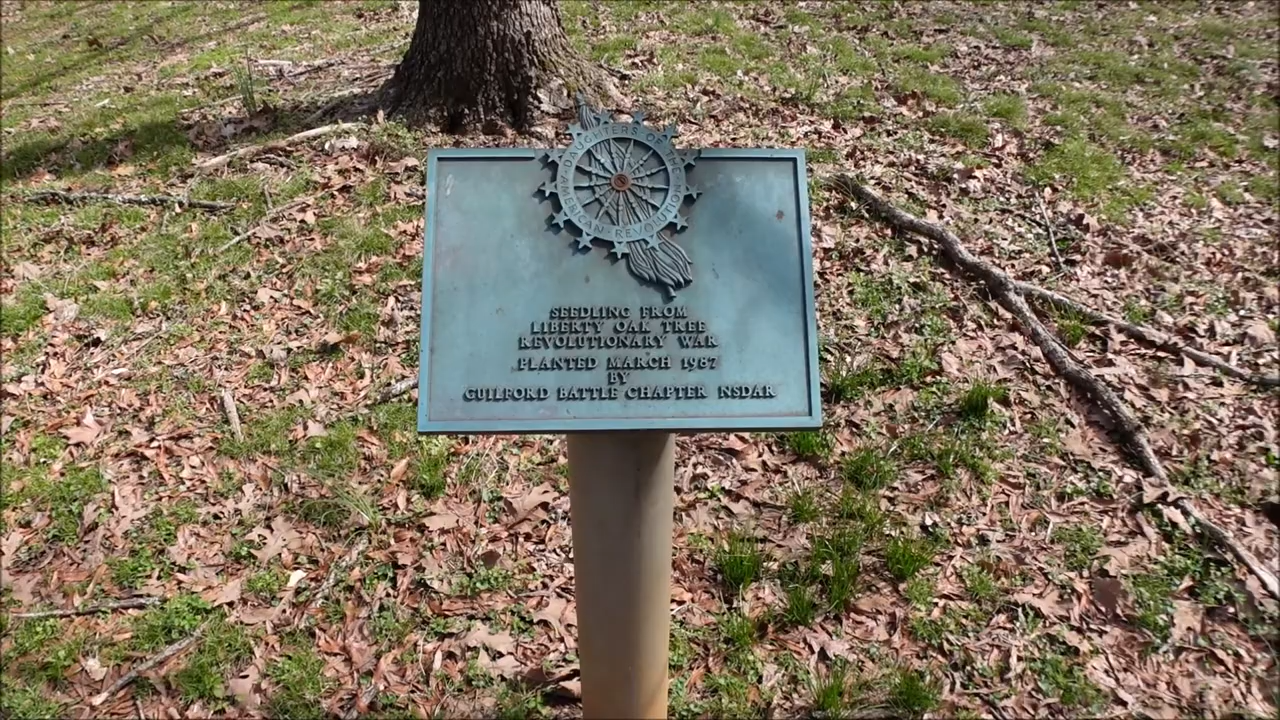 DAUGHTERS OF THE
AMERICAN · REVOLUTION
SEEDLING FROM
LIBERTY OAK TREE
REVOLUTIONARY WAR
PLANTED MARCH 1987
BY
GUILFORD BATTLE CHAPTER NSDAR